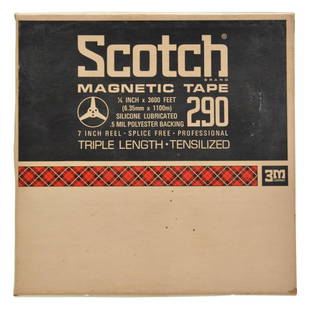 Scotch
BRAND
MAGNETIC TAPE
¼ INCH x 3600 FEET
(6.35mm x 1100m)
SILICONE LUBRICATED
.5 MIL POLYESTER BACKING
290
7 INCH REEL - SPLICE FREE - PROFESSIONAL
TRIPLE LENGTH - TENSILIZED
3m